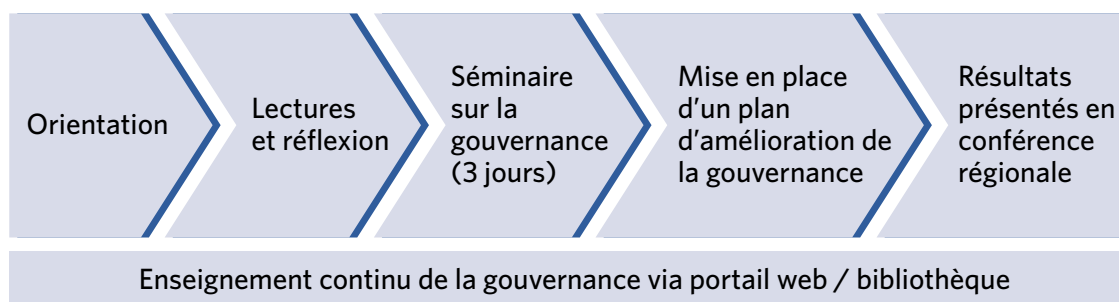 Orientation
Lectures
et réflexion
Séminaire
sur la
gouvernance
(3 jours)
Mise en place
d'un plan
d'amélioration de
la gouvernance
Résultats
présentés en
conférence
régionale
Enseignement continu de la gouvernance via portail web / bibliothèque